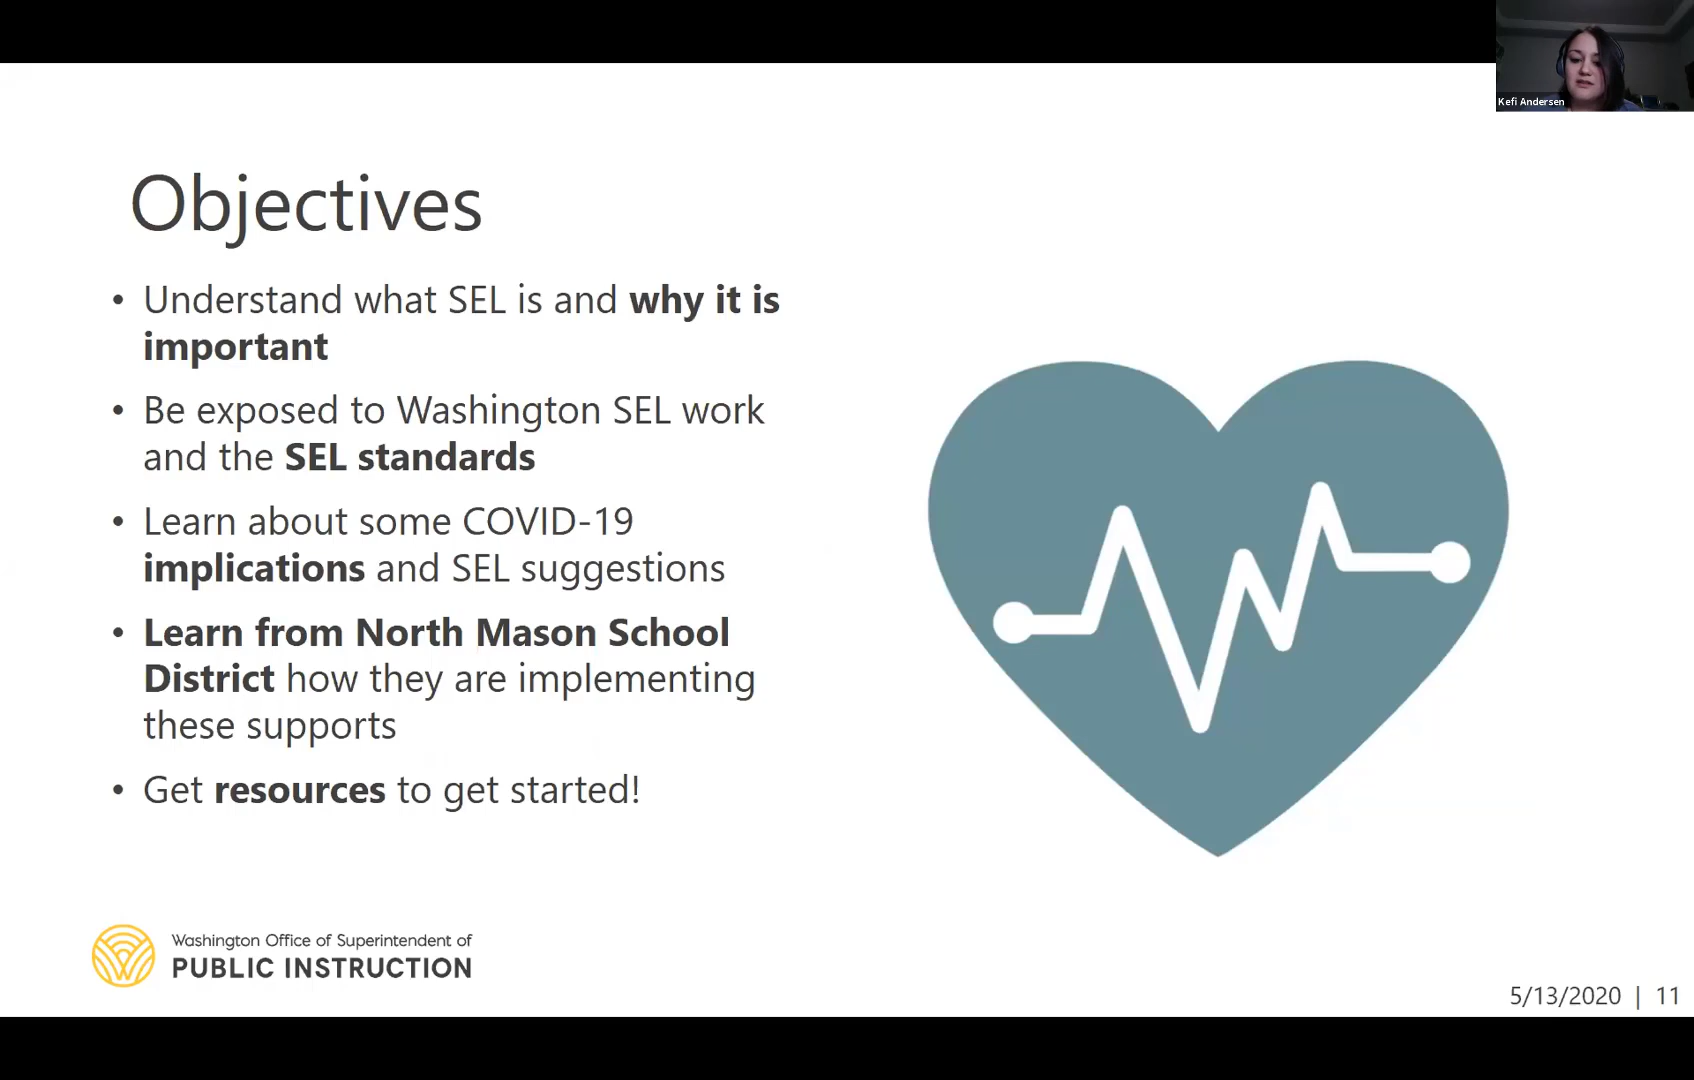 Kefi Andersen
Objectives
• Understand what SEL is and why it is
important
• Be exposed to Washington SEL work
and the SEL standards
• Learn about some COVID-19
implications and SEL suggestions
• Learn from North Mason School
District how they are implementing
these supports
• Get resources to get started!
Washington Office of Superintendent of
PUBLIC INSTRUCTION
5/13/2020 | 11